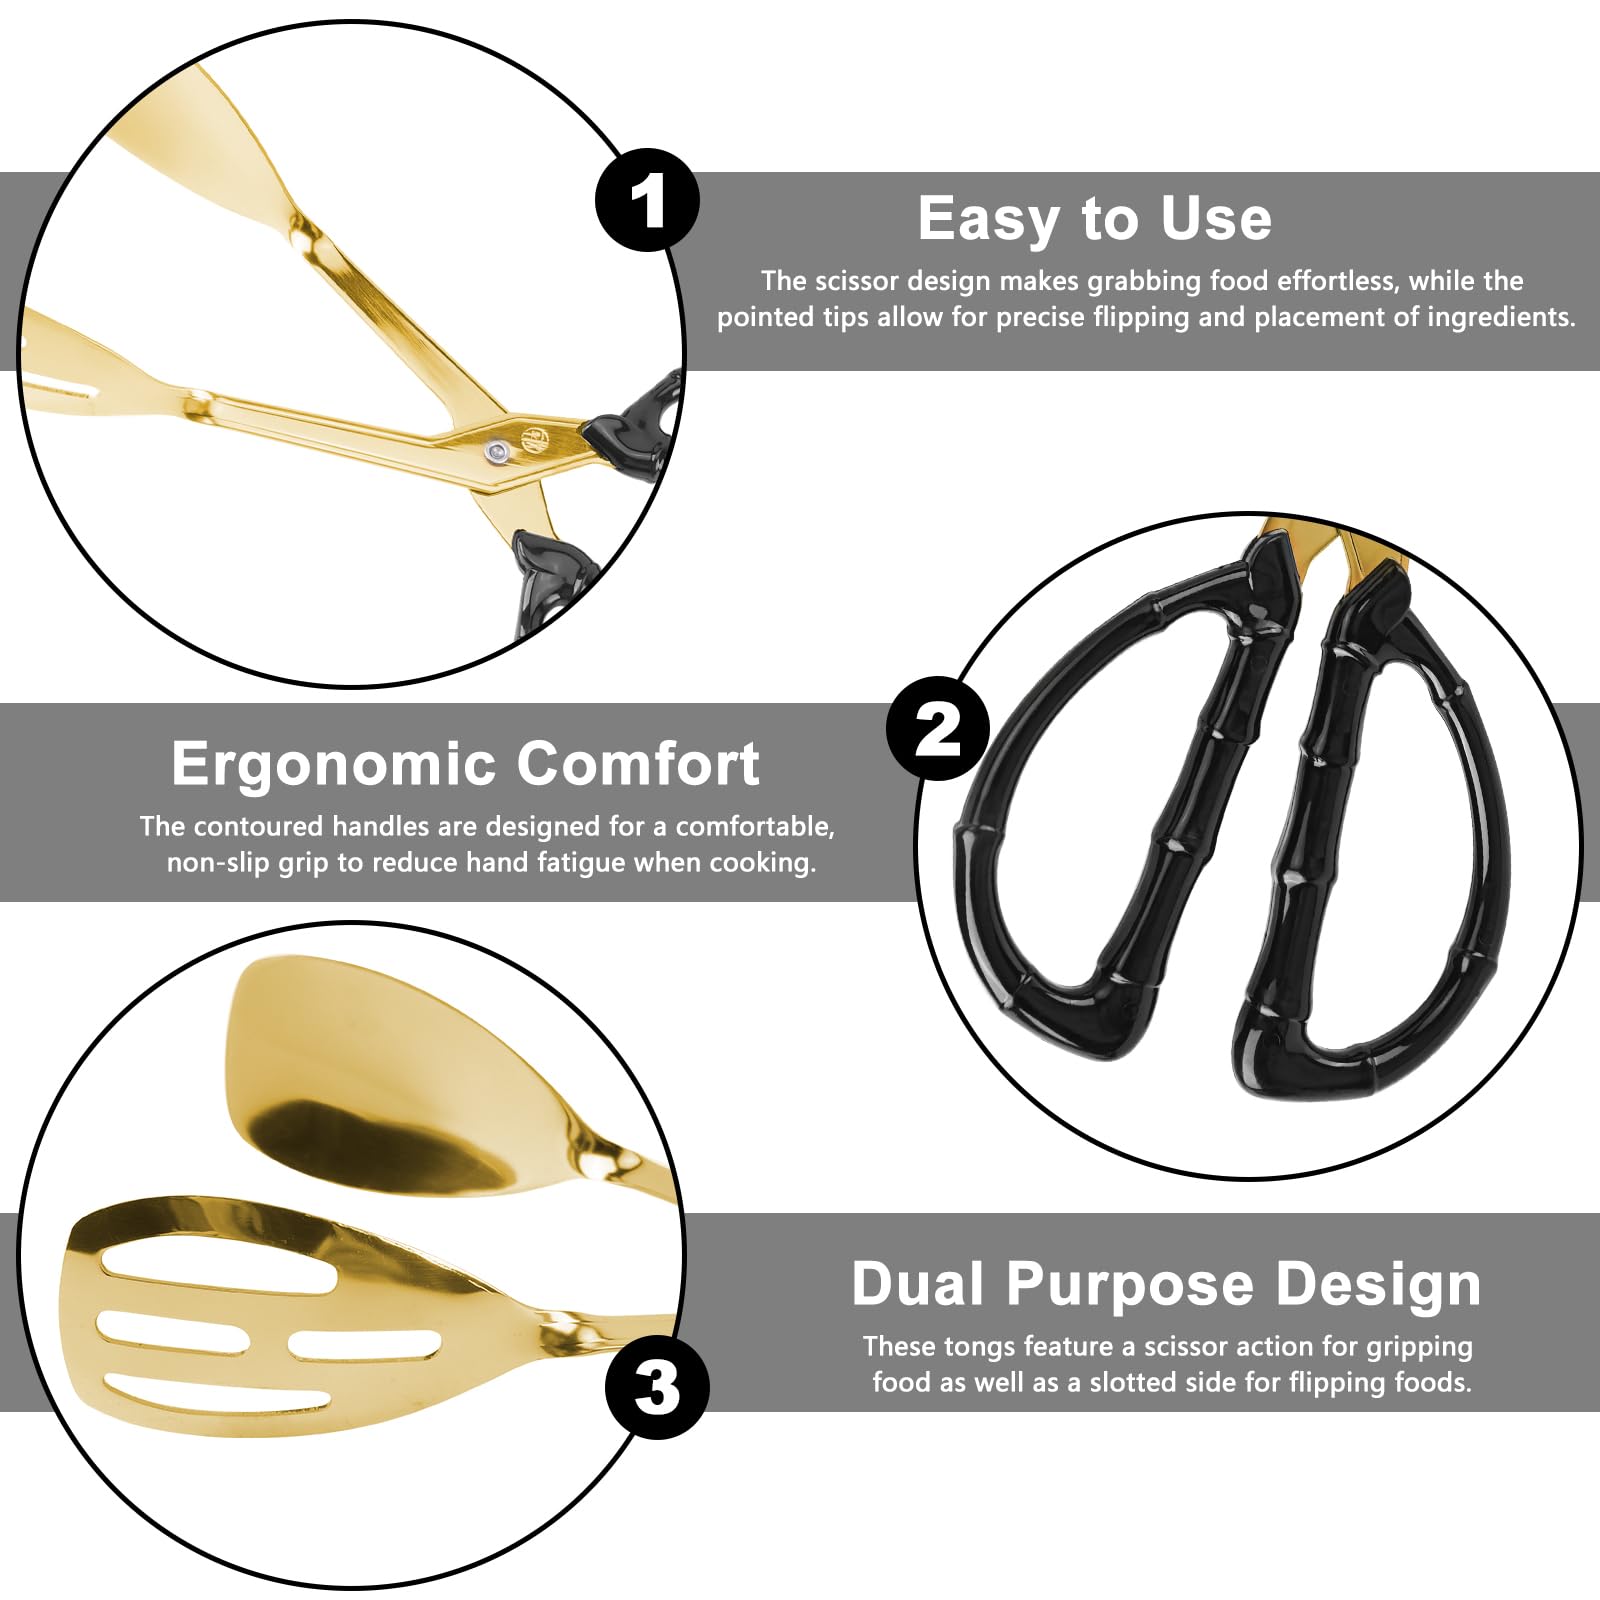 1
Easy to Use
The scissor design makes grabbing food effortless, while the
pointed tips allow for precise flipping and placement of ingredients.
2
Ergonomic Comfort
The contoured handles are designed for a comfortable,
non-slip grip to reduce hand fatigue when cooking.
3
Dual Purpose Design
These tongs feature a scissor action for gripping
food as well as a slotted side for flipping foods.